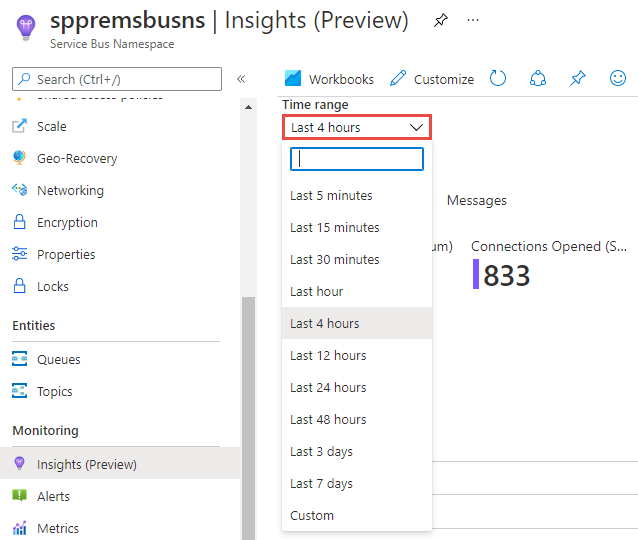 sppremsbusns | Insights (Preview)
Service Bus Namespace
Search (Ctrl+/)
Scale
Geo-Recovery
Networking
Encryption
Properties
Locks
Entities
Queues
Topics
Monitoring
Insights (Preview)
Alerts
Metrics
Workbooks
Customize
Time range
Last 4 hours
Last 5 minutes
Last 15 minutes
Last 30 minutes
Last hour
Last 4 hours
Last 12 hours
Last 24 hours
Last 48 hours
Last 3 days
Last 7 days
Custom
Messages
um) Connections Opened (S...
833